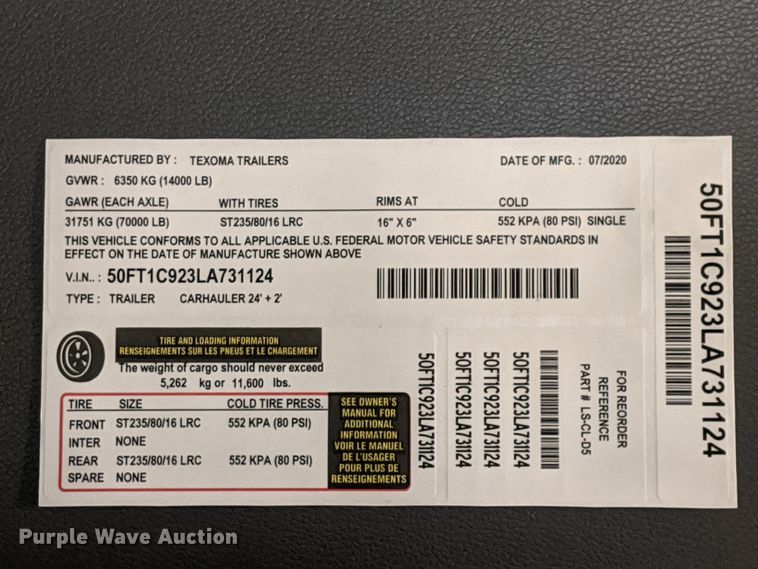 MANUFACTURED BY : TEXOMA TRAILERS DATE OF MFG. : 07/2020
GVWR : 6350 KG (14000 LB)
GAWR (EACH AXLE) WITH TIRES RIMS AT COLD
31751 KG (70000 LB) ST235/80/16 LRC 16" X 6" 552 KPA (80 PSI) SINGLE
THIS VEHICLE CONFORMS TO ALL APPLICABLE U.S. FEDERAL MOTOR VEHICLE SAFETY STANDARDS IN
EFFECT ON THE DATE OF MANUFACTURE SHOWN ABOVE
V.I.N.. : 50FT1C923LA731124
TYPE : TRAILER CARHAULER 24' + 2'
TIRE AND LOADING INFORMATION
RENSEIGNEMENTS SUR LES PNEUS ET LE CHARGEMENT
The weight of cargo should never exceed
5,262 kg or 11,600 lbs.
TIRE SIZE COLD TIRE PRESS.
FRONT ST235/80/16 LRC 552 KPA (80 PSI)
INTER NONE
REAR ST235/80/16 LRC 552 KPA (80 PSI)
SPARE NONE
SEE OWNER'S
MANUAL FOR
ADDITIONAL
INFORMATION
VOIR LE MANUEL
DE L'USAGER
POUR PLUS DE
RENSEIGNEMENTS
50FT1C923LA731124
50FT1C923LA731124
50FT1C923LA731124
50FT1C923LA731124
FOR REORDER
REFERENCE
PART # LS-CL-D5
50FT1C923LA731124
Purple Wave Auction